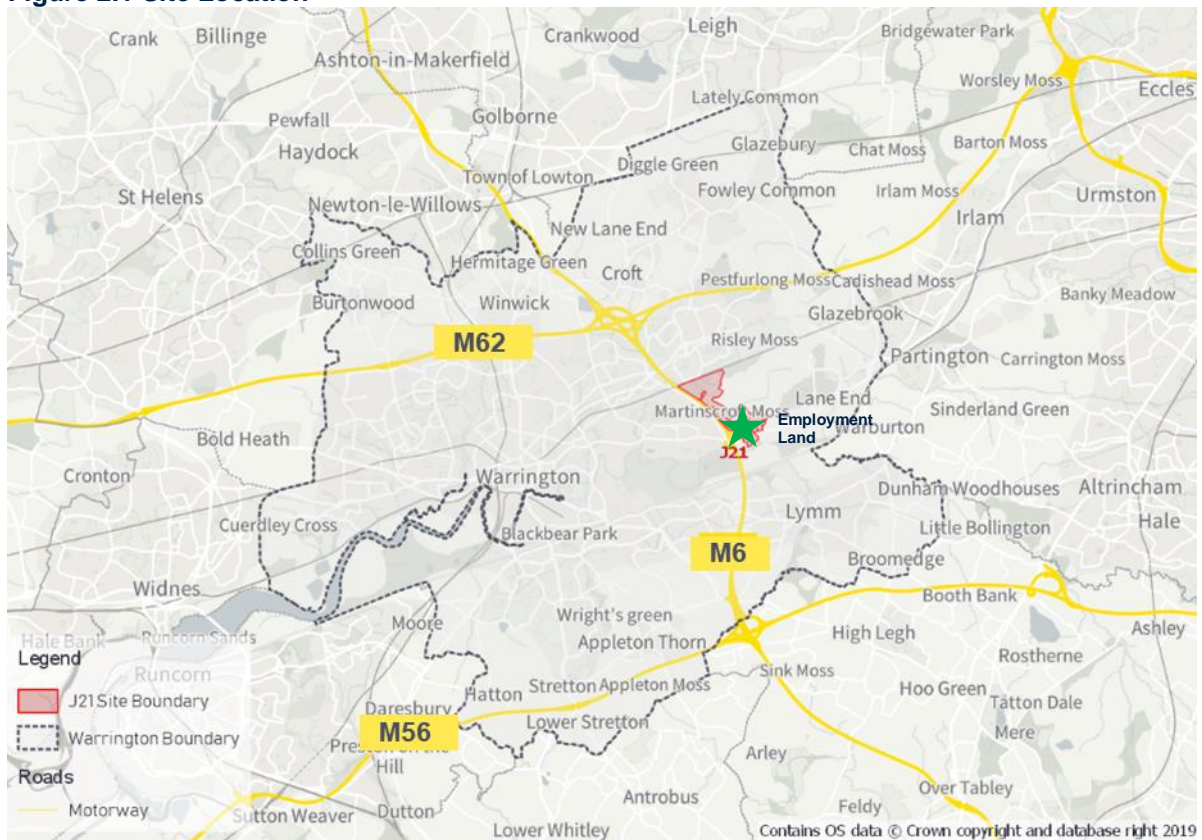 Figure 2.1 Site Location
Crank
Billinge
Crankwood
Leigh
Bridgewater Park
Ashton-in-Makerfield
Worsley Moss
Eccles
Lately Common
Golborne
Pewfall
Haydock
Glazebury
Chat Moss
Barton Moss
Diggle Green
Town of Lowton
St Helens
Fowley Common
Irlam Moss
Urmston
Newton-le-Willows
Irlam
New Lane End
Collins Green
Hermitage Green
Croft
Pestfurlong Moss
Cadishead Moss
Burtonwood
Winwick
Banky Meadow
Glazebrook
M62
Risley Moss
Partington
Carrington Moss
Lane End
Martinscroft Moss
Sinderland Green
Employment
Land
Warburton
Bold Heath
J21
Cronton
Warrington
Dunham Woodhouses
Altrincham
Lymm
Cuerdley Cross
Blackbear Park
Little Bollington
Hale
M6
Broomedge
Widnes
Booth Bank
Wright's green
Moore
Appleton Thorn
High Legh
Ashley
Hale Bank
Runcorn Sands
Rostherne
Legend
Runcorn
Sink Moss
J21 Site Boundary
Hatton
Stretton
Appleton Moss
Hoo Green
Tatton Dale
Daresbury
Lower Stretton
Mere
Warrington Boundary
M56
Preston on the
Hill
Arley
Roads
Over Tabley
Motorway
Dutton
Antrobus
Feldy
Sutton Weaver
Lower Whitley
Contains OS data © Crown copyright and database right 2019